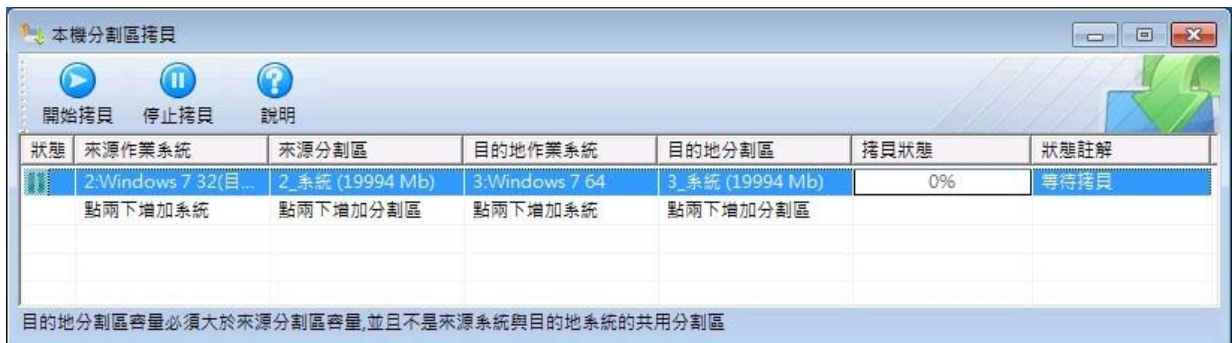 本機分割區拷貝
開始拷貝 停止拷貝 說明
狀態 來源作業系統 來源分割區 目的地作業系統 目的地分割區 拷貝狀態 狀態註解
2:Windows 7 32(目... 2_系統 (19994 Mb) 3:Windows 7 64 3_系統 (19994 Mb) 0% 等待拷貝
點兩下增加系統 點兩下增加分割區 點兩下增加系統 點兩下增加分割區
目的地分割區容量必須大於來源分割區容量,並且不是來源系統與目的地系統的共用分割區